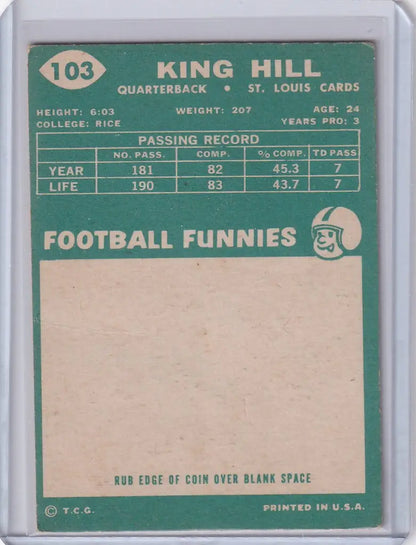 103
KING HILL
QUARTERBACK • ST. LOUIS CARDS
HEIGHT: 6:03 WEIGHT: 207 AGE: 24
COLLEGE: RICE YEARS PRO: 3
PASSING RECORD
NO. PASS. COMP. % COMP. TD PASS
YEAR 181 82 45.3 7
LIFE 190 83 43.7 7
FOOTBALL FUNNIES
RUB EDGE OF COIN OVER BLANK SPACE
© T.C.G. PRINTED IN U.S.A.